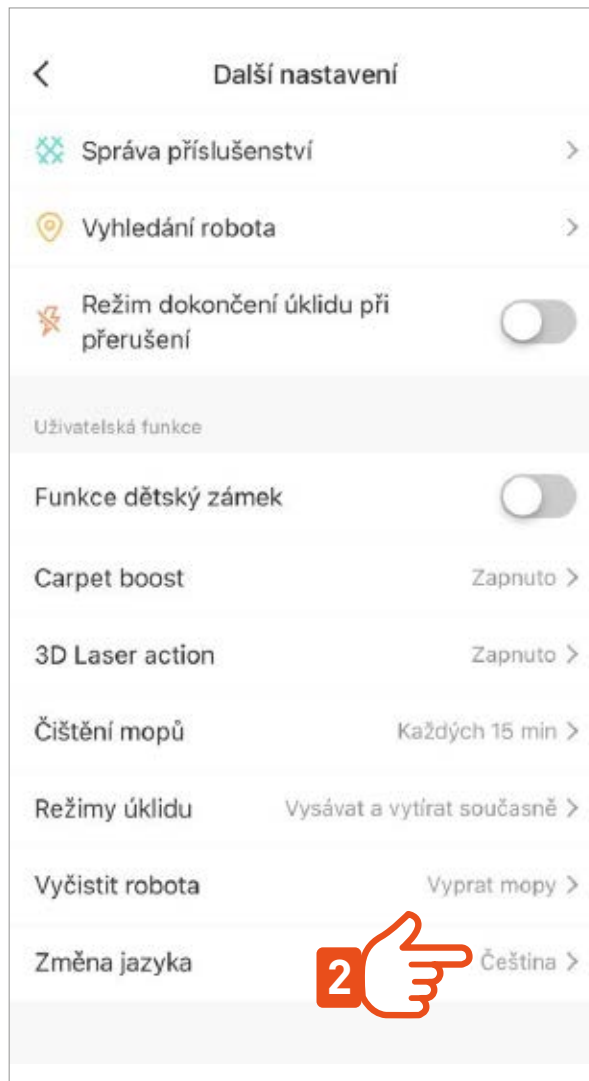 Další nastavení
Správa příslušenství
Vyhledání robota
Režim dokončení úklidu při
přerušení
Uživatelská funkce
Funkce dětský zámek
Carpet boost Zapnuto
3D Laser action Zapnuto
Čištění mopů Každých 15 min
Režimy úklidu Vysávat a vytírat současně
Vyčistit robota Vyprat mopy
Změna jazyka 2 Čeština